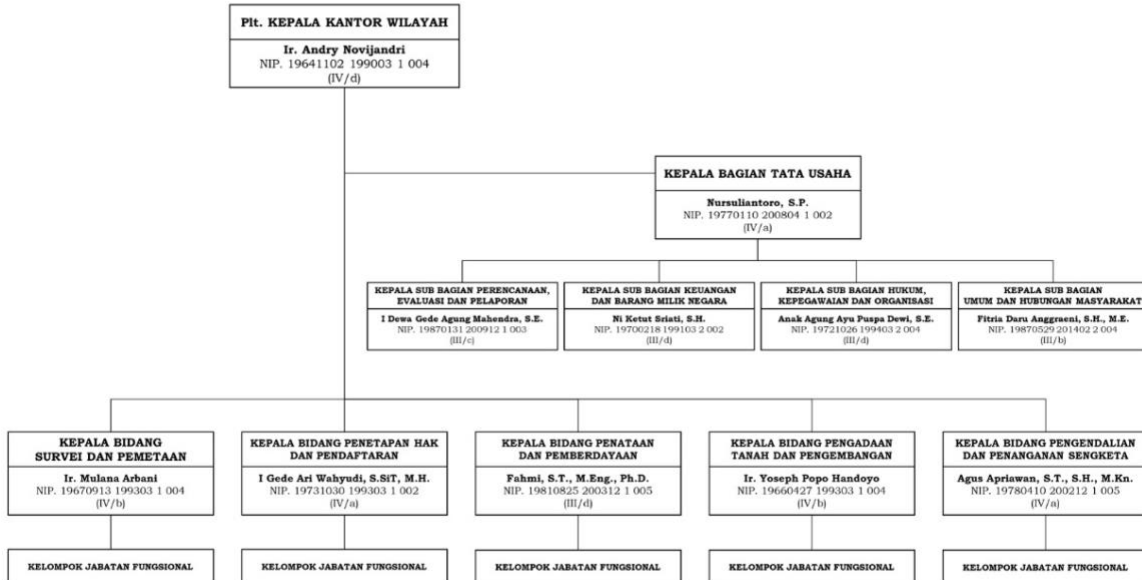 Plt. KEPALA KANTOR WILAYAH
Ir. Andry Novijandri
NIP. 19641102 199003 1 004
(IV/d)
KEPALA BAGIAN TATA USAHA
Nursuliantoro, S.P.
NIP. 19770110 200804 1 002
(IV/a)
KEPALA SUB BAGIAN PERENCANAAN,
EVALUASI DAN PELAPORAN
I Dewa Gede Agung Mahendra, S.E.
NIP. 19870131 200912 1 003
(III/c)
KEPALA SUB BAGIAN KEUANGAN
DAN BARANG MILIK NEGARA
Ni Ketut Sriati, S.H.
NIP. 19700218 199103 2 002
(III/d)
KEPALA SUB BAGIAN HUKUM,
KEPEGAWAIAN DAN ORGANISASI
Anak Agung Ayu Puspa Dewi, S.E.
NIP. 19721026 199403 2 004
(III/d)
KEPALA SUB BAGIAN
UMUM DAN HUBUNGAN MASYARAKAT
Fitria Daru Anggraeni, S.H., M.E.
NIP. 19870529 201402 2 004
(III/b)
KEPALA BIDANG
SURVEI DAN PEMETAAN
Ir. Mulana Arbani
NIP. 19670913 199303 1 004
(IV/b)
KEPALA BIDANG PENETAPAN HAK
DAN PENDAFTARAN
I Gede Ari Wahyudi, S.SiT, M.H.
NIP. 19731030 199303 1 002
(IV/a)
KEPALA BIDANG PENATAAN
DAN PEMBERDAYAAN
Fahmi, S.T., M.Eng., Ph.D.
NIP. 19810825 200312 1 005
(III/d)
KEPALA BIDANG PENGADAAN
TANAH DAN PENGEMBANGAN
Ir. Yoseph Popo Handoyo
NIP. 19660427 199303 1 004
(IV/b)
KEPALA BIDANG PENGENDALIAN
DAN PENANGANAN SENGKETA
Agus Apriawan, S.T., S.H., M.Kn.
NIP. 19780410 200212 1 005
(IV/a)
KELOMPOK JABATAN FUNGSIONAL
KELOMPOK JABATAN FUNGSIONAL
KELOMPOK JABATAN FUNGSIONAL
KELOMPOK JABATAN FUNGSIONAL
KELOMPOK JABATAN FUNGSIONAL